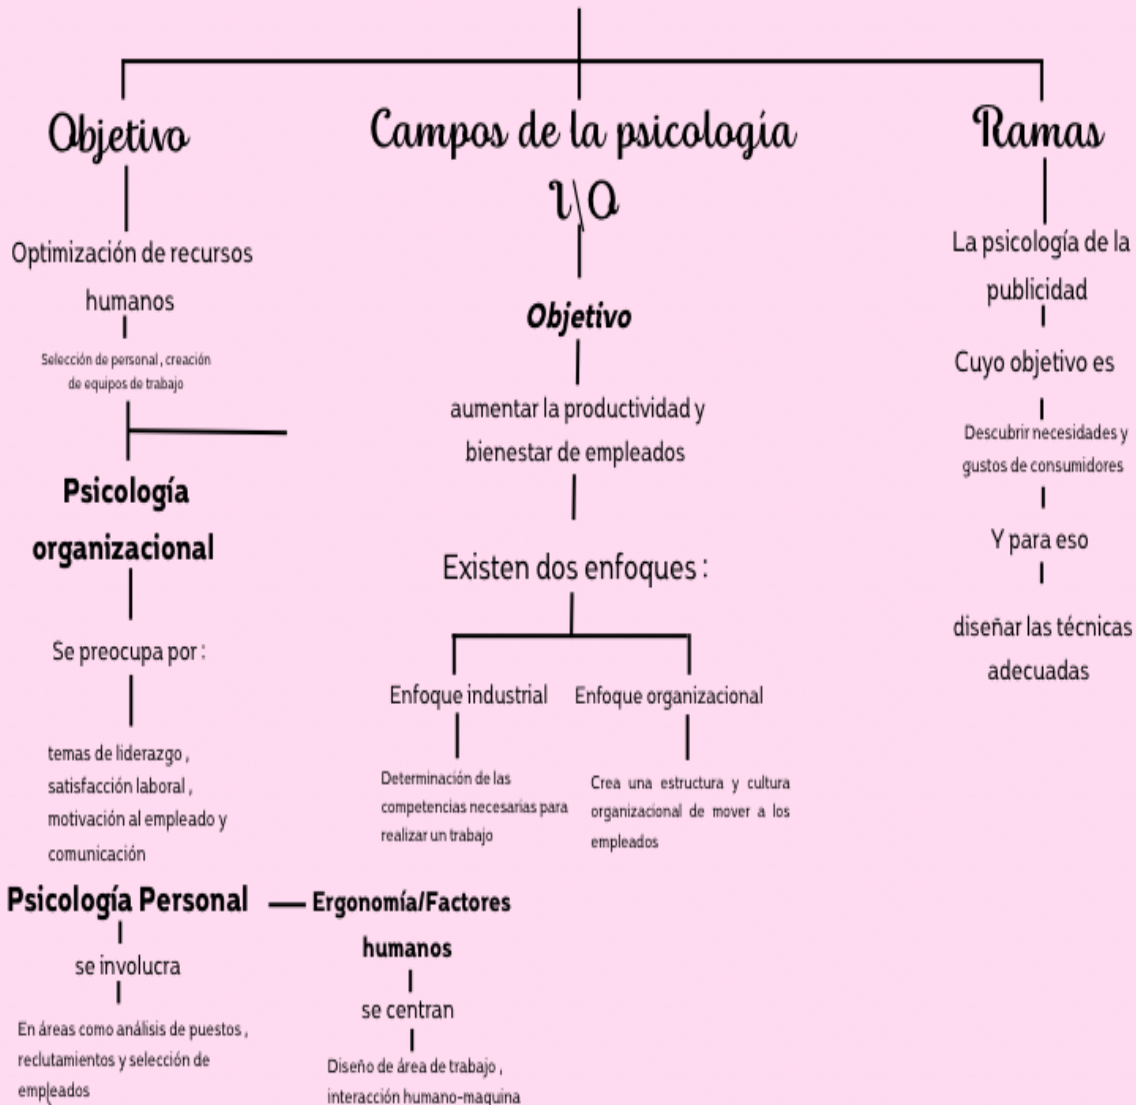 Objetivo
Optimización de recursos
humanos
Selección de personal, creación
de equipos de trabajo
Psicología
organizacional
Se preocupa por:
temas de liderazgo,
satisfacción laboral,
motivación al empleado y
comunicación
Psicología Personal
se involucra
En áreas como análisis de puestos,
reclutamientos y selección de
empleados
Ergonomía/Factores
humanos
se centran
Diseño de área de trabajo,
interacción humano-maquina
Campos de la psicología
I\O
Objetivo
aumentar la productividad y
bienestar de empleados
Existen dos enfoques:
Enfoque industrial
Determinación de las
competencias necesarias para
realizar un trabajo
Enfoque organizacional
Crea una estructura y cultura
organizacional de mover a los
empleados
Ramas
La psicología de la
publicidad
Cuyo objetivo es
Descubrir necesidades y
gustos de consumidores
Y para eso
diseñar las técnicas
adecuadas